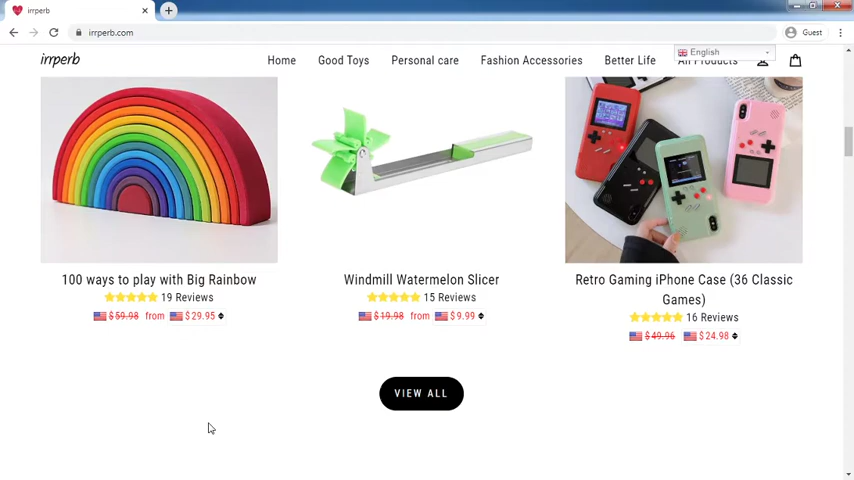 irrperb
irrperb.com
Guest
English
irrperb
Home
Good Toys
Personal care
Fashion Accessories
Better Life
All Products
100 ways to play with Big Rainbow
19 Reviews
$59.98 from $29.95
Windmill Watermelon Slicer
15 Reviews
$19.98 from $9.99
Retro Gaming iPhone Case (36 Classic
Games)
16 Reviews
$49.96 $24.98
VIEW ALL